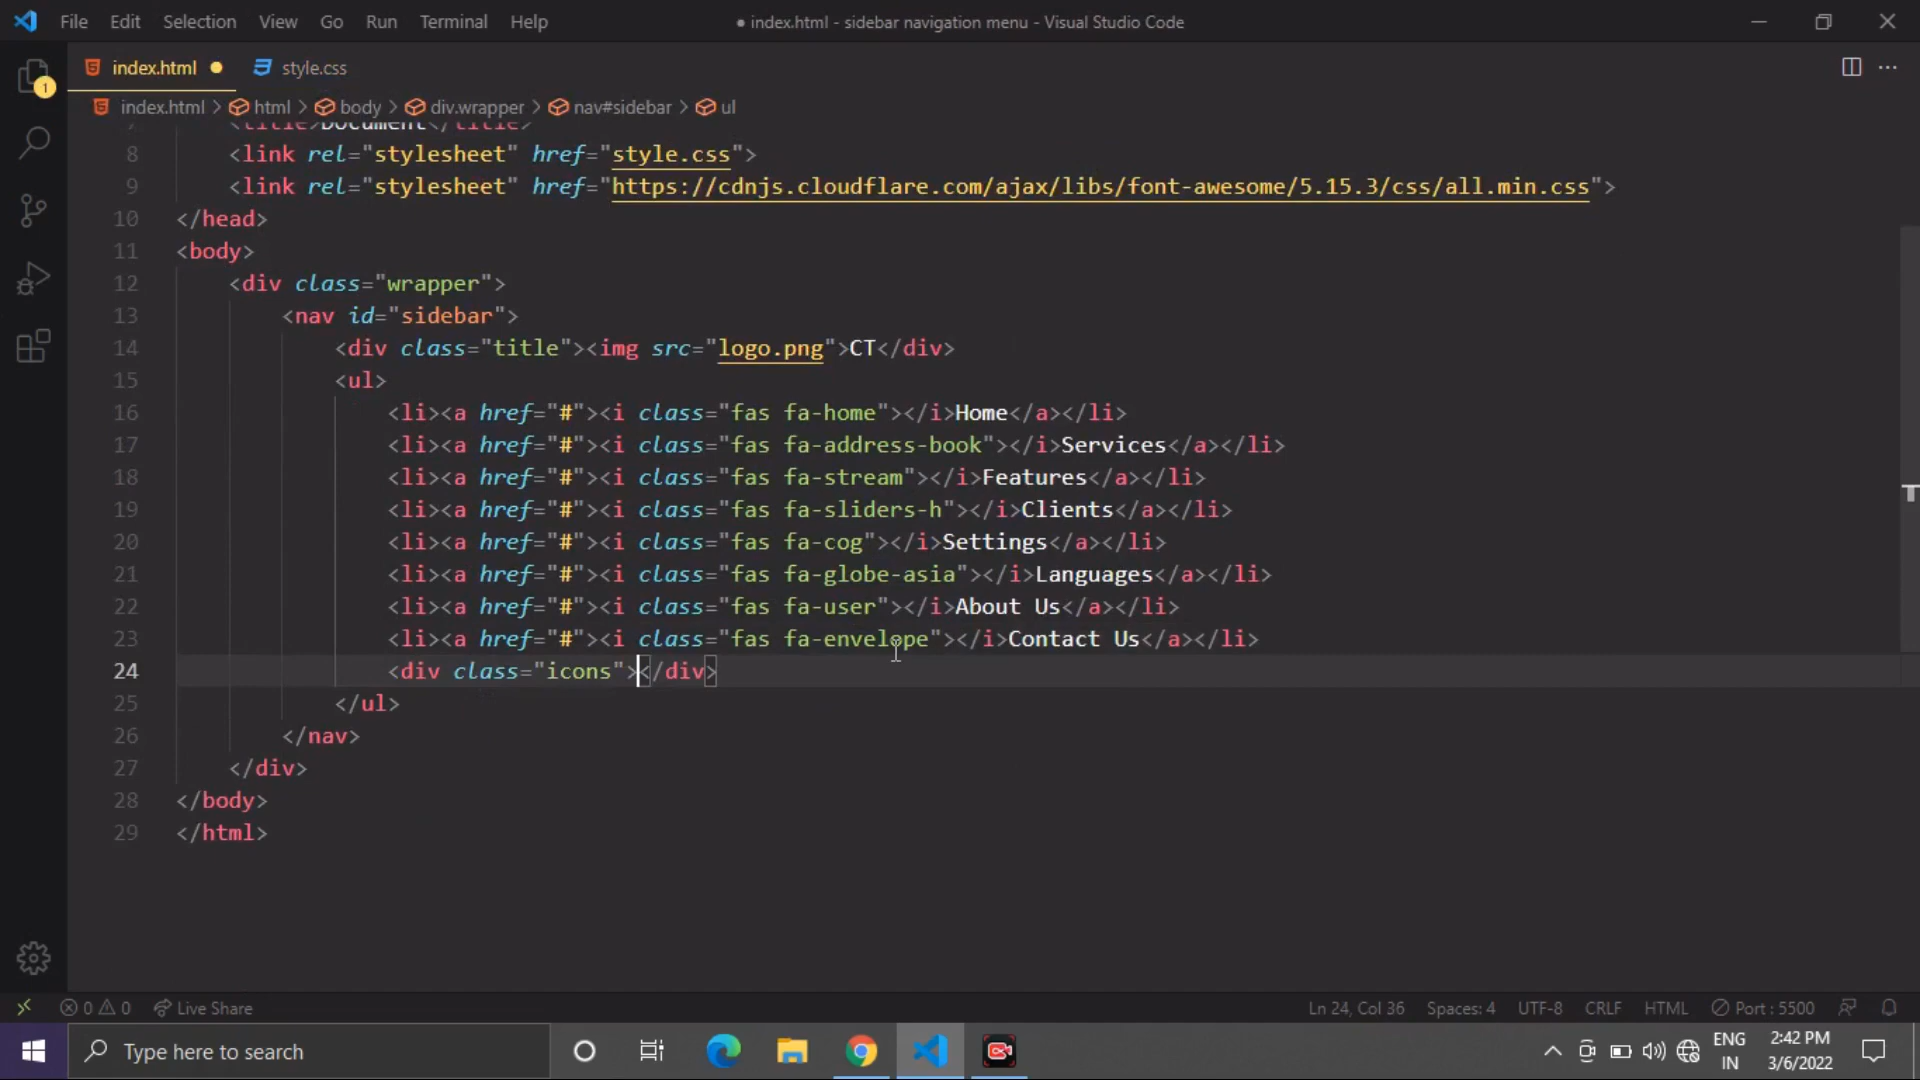 File Edit Selection View Go Run Terminal Help
● index.html - sidebar navigation menu - Visual Studio Code
1
index.html ●
style.css
index.html > html > body > div.wrapper > nav#sidebar > ul
7 <title>Document</title>
8 <link rel="stylesheet" href="style.css">
9 <link rel="stylesheet" href="https://cdnjs.cloudflare.com/ajax/libs/font-awesome/5.15.3/css/all.min.css">
10 </head>
11 <body>
12 <div class="wrapper">
13 <nav id="sidebar">
14 <div class="title"><img src="logo.png">CT</div>
15 <ul>
16 <li><a href="#"><i class="fas fa-home"></i>Home</a></li>
17 <li><a href="#"><i class="fas fa-address-book"></i>Services</a></li>
18 <li><a href="#"><i class="fas fa-stream"></i>Features</a></li>
19 <li><a href="#"><i class="fas fa-sliders-h"></i>Clients</a></li>
20 <li><a href="#"><i class="fas fa-cog"></i>Settings</a></li>
21 <li><a href="#"><i class="fas fa-globe-asia"></i>Languages</a></li>
22 <li><a href="#"><i class="fas fa-user"></i>About Us</a></li>
23 <li><a href="#"><i class="fas fa-envelope"></i>Contact Us</a></li>
24 <div class="icons"></div>
25 </ul>
26 </nav>
27 </div>
28 </body>
29 </html>
0 0 Live Share
Ln 24, Col 36 Spaces: 4 UTF-8 CRLF HTML Port : 5500
Type here to search
ENG
IN
2:42 PM
3/6/2022